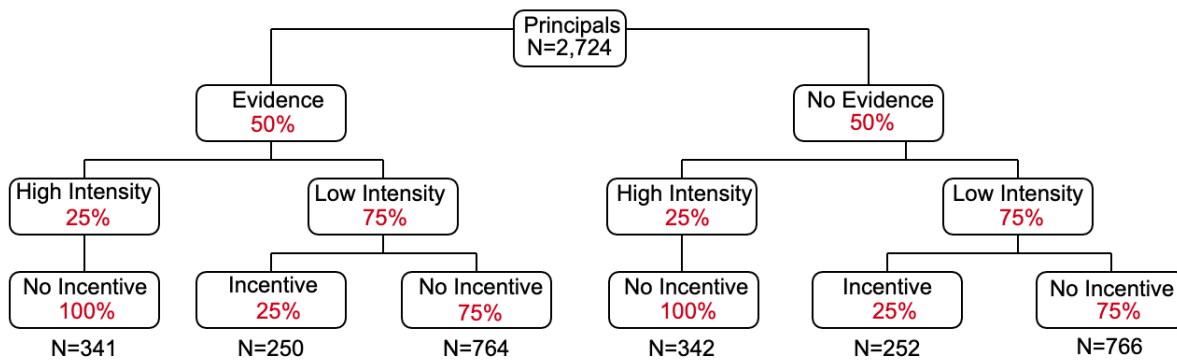 Principals
N=2,724
Evidence
50%
No Evidence
50%
High Intensity
25%
Low Intensity
75%
High Intensity
25%
Low Intensity
75%
No Incentive
100%
Incentive
25%
No Incentive
75%
No Incentive
100%
Incentive
25%
No Incentive
75%
N=341
N=250
N=764
N=342
N=252
N=766